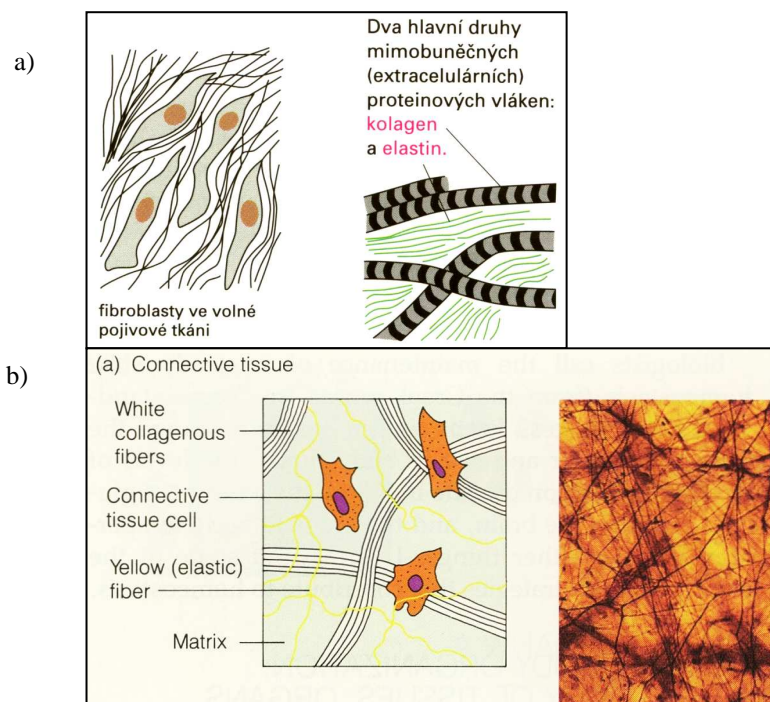 a)
Dva hlavní druhy
mimobuněčných
(extracelulárních)
proteinových vláken:
kolagen
a elastin.
fibroblasty ve volné
pojivové tkáni
b)
(a) Connective tissue
White
collagenous
fibers
Connective
tissue cell
Yellow (elastic)
fiber
Matrix